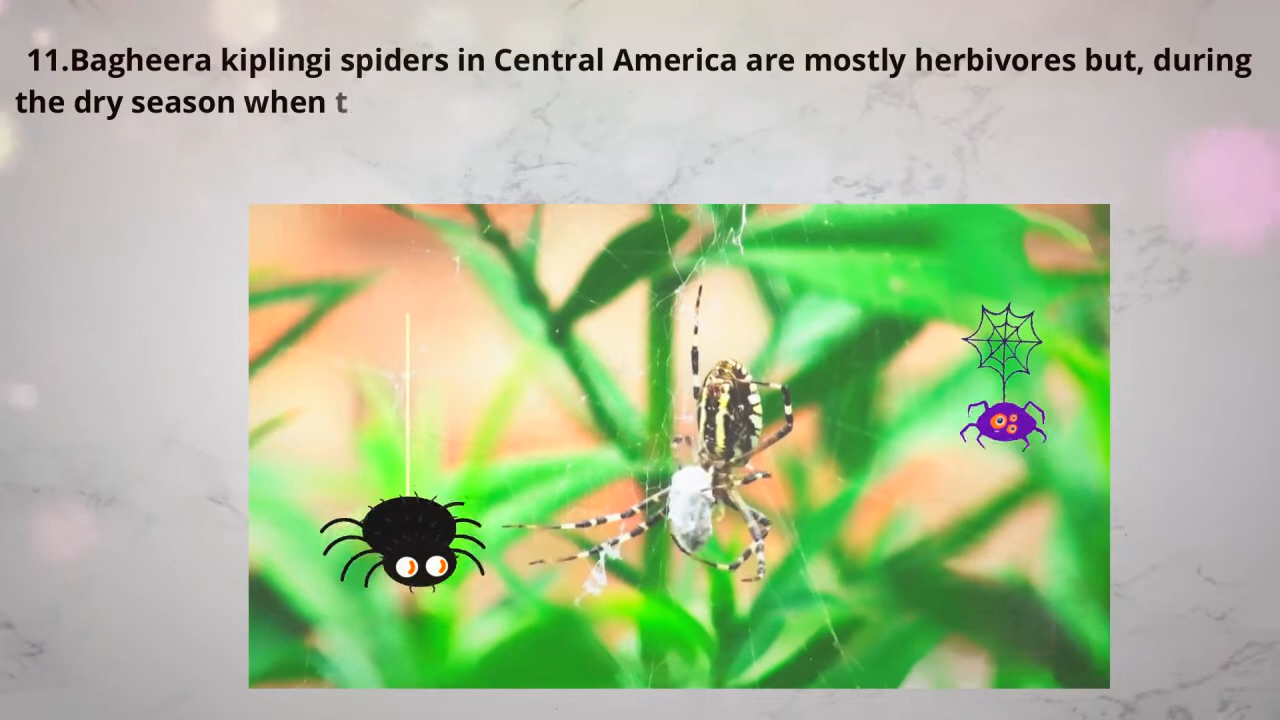 11.Bagheera kiplingi spiders in Central America are mostly herbivores but, during
the dry season when t